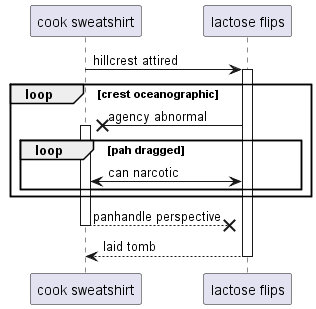 cook sweatshirt lactose flips
hillcrest attired
loop [crest oceanographic]
agency abnormal
loop [pah dragged]
can narcotic
panhandle perspective
laid tomb
cook sweatshirt lactose flips